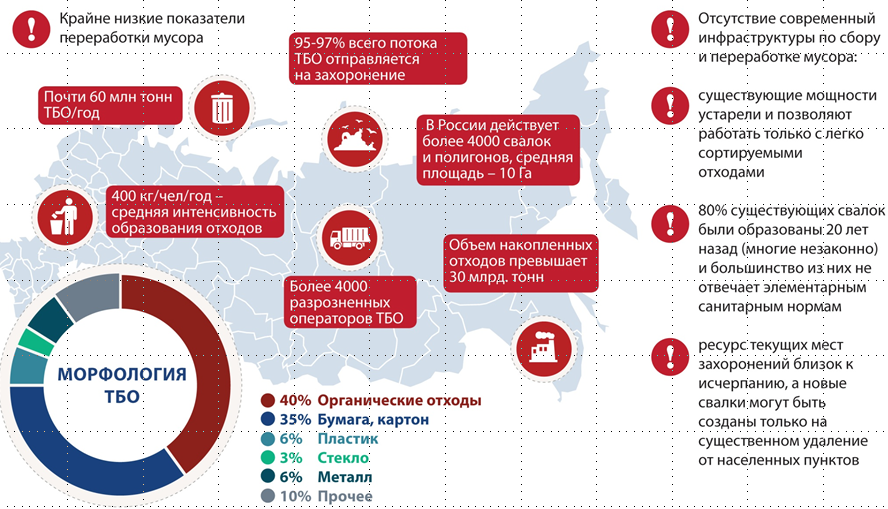 Крайне низкие показатели
переработки мусора
95-97% всего потока
ТБО отправляется
на захоронение
Почти 60 млн тонн
ТБО/год
В России действует
более 4000 свалок
и полигонов, средняя
площадь – 10 Га
400 кг/чел/год –
средняя интенсивность
образования отходов
Объем накопленных
отходов превышает
30 млрд. тонн
Более 4000
разрозненных
операторов ТБО
МОРФОЛОГИЯ
ТБО
40% Органические отходы
35% Бумага, картон
6% Пластик
3% Стекло
6% Металл
10% Прочее
Отсутствие современный
инфраструктуры по сбору
и переработке мусора:
существующие мощности
устарели и позволяют
работать только с легко
сортируемыми
отходами
80% существующих свалок
были образованы 20 лет
назад (многие незаконно)
и большинство из них не
отвечает элементарным
санитарным нормам
ресурс текущих мест
захоронений близок к
исчерпанию, а новые
свалки могут быть
созданы только на
существенном удаление
от населенных пунктов